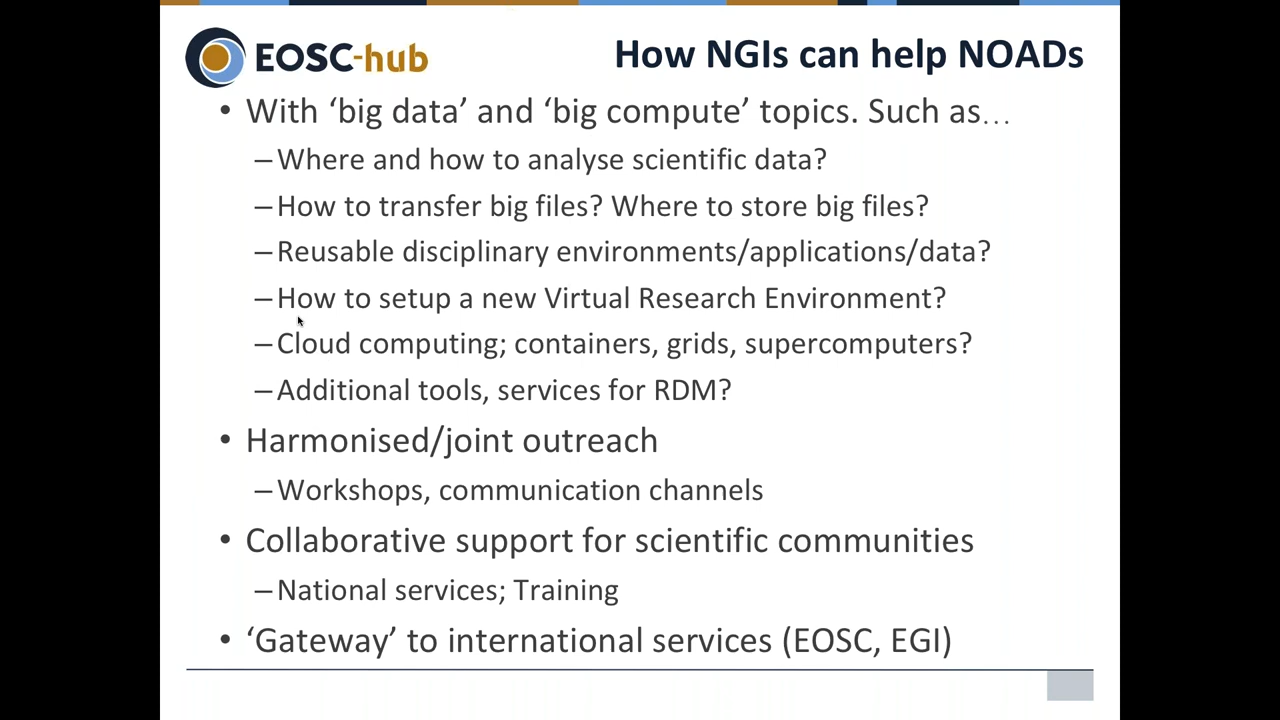 EOSC-hub
How NGIs can help NOADs
• With ‘big data’ and ‘big compute’ topics. Such as…
– Where and how to analyse scientific data?
– How to transfer big files? Where to store big files?
– Reusable disciplinary environments/applications/data?
– How to setup a new Virtual Research Environment?
– Cloud computing; containers, grids, supercomputers?
– Additional tools, services for RDM?
• Harmonised/joint outreach
– Workshops, communication channels
• Collaborative support for scientific communities
– National services; Training
• ‘Gateway’ to international services (EOSC, EGI)